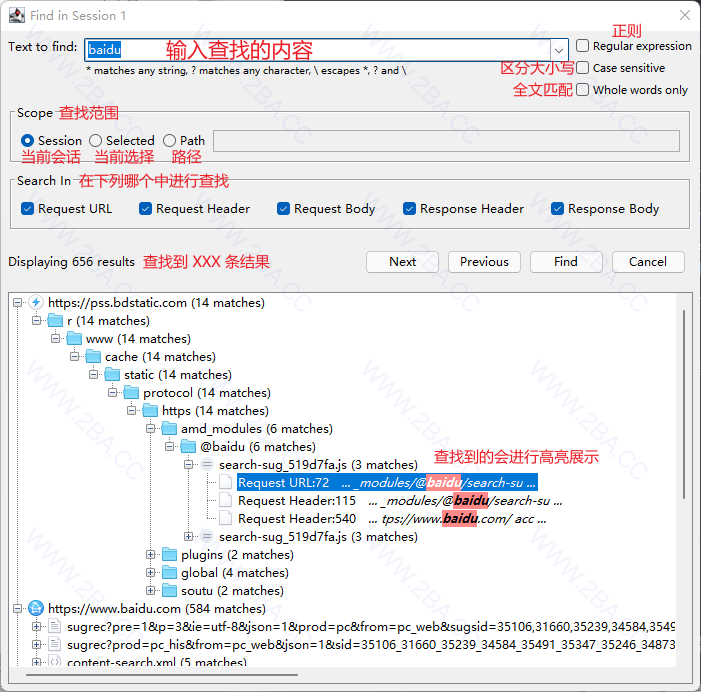 Find in Session 1
正则
Text to find: baidu 输入查找的内容 Regular expression
* matches any string, ? matches any character, \ escapes *, ? and \
区分大小写 Case sensitive
全文匹配 Whole words only
Scope 查找范围
Session Selected Path
当前会话 当前选择 路径
Search In 在下列哪个中进行查找
Request URL Request Header Request Body Response Header Response Body
Displaying 656 results 查找到 XXX 条结果 Next Previous Find Cancel
https://pss.bdstatic.com (14 matches)
r (14 matches)
www (14 matches)
cache (14 matches)
static (14 matches)
protocol (14 matches)
https (14 matches)
amd_modules (6 matches)
@baidu (6 matches)
查找到的会进行高亮展示
search-sug_519d7fa.js (3 matches)
Request URL:72 ... _modules/@baidu/search-su ...
Request Header:115 ... _modules/@baidu/search-su ...
Request Header:540 ... tps://www.baidu.com/ acc ...
search-sug_519d7fa.js (3 matches)
plugins (2 matches)
global (4 matches)
soutu (2 matches)
https://www.baidu.com (584 matches)
sugrec?pre=1&p=3&ie=utf-8&json=1&prod=pc&from=pc_web&sugsid=35106,31660,35239,34584,3549
sugrec?prod=pc_his&from=pc_web&json=1&sid=35106_31660_35239_34584_35491_35347_35246_34873
content-search.xml (5 matches)
WWW.2BA.CC